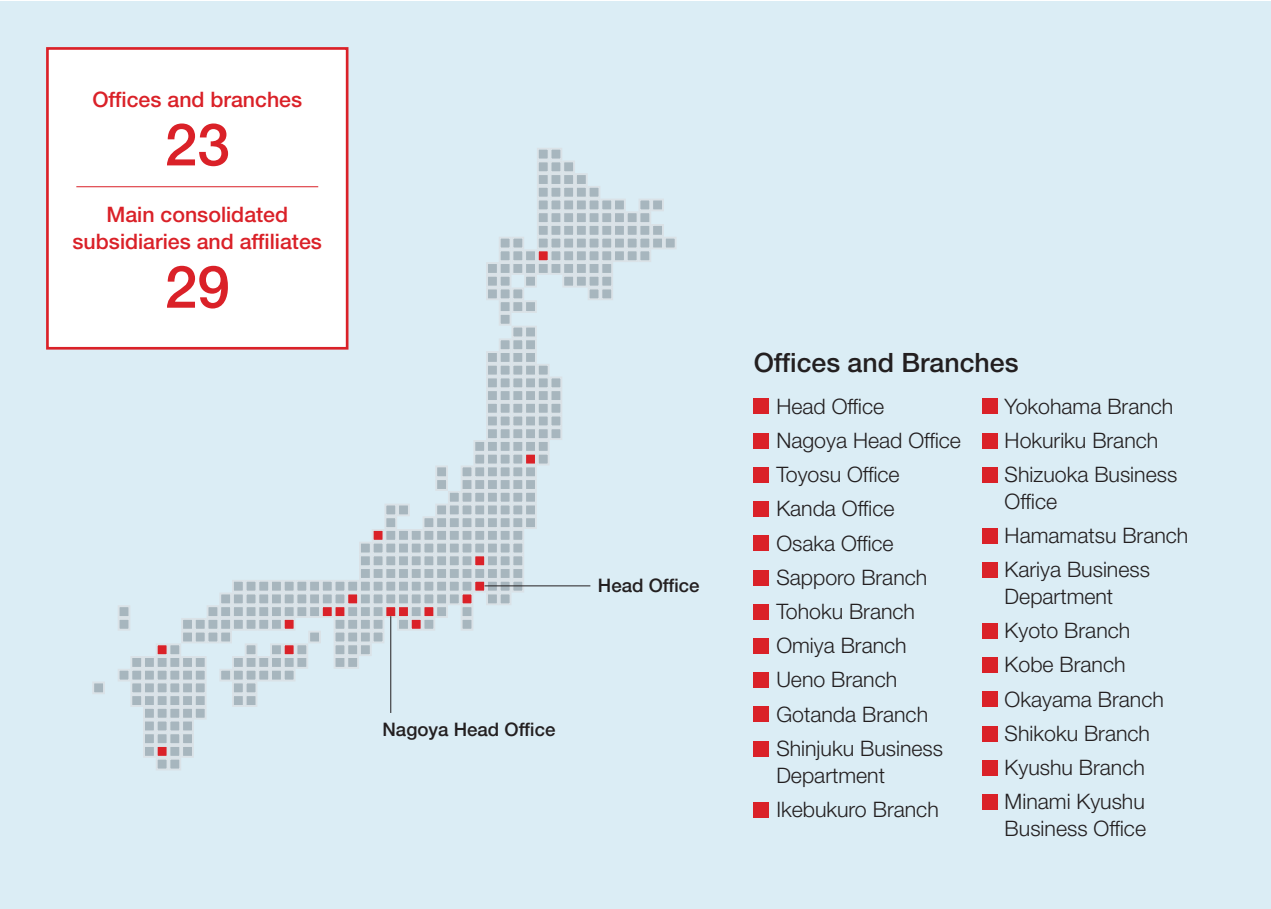 Offices and branches
23
Main consolidated
subsidiaries and affiliates
29
Head Office
Nagoya Head Office
Offices and Branches
Head Office
Nagoya Head Office
Toyosu Office
Kanda Office
Osaka Office
Sapporo Branch
Tohoku Branch
Omiya Branch
Ueno Branch
Gotanda Branch
Shinjuku Business
Department
Ikebukuro Branch
Yokohama Branch
Hokuriku Branch
Shizuoka Business
Office
Hamamatsu Branch
Kariya Business
Department
Kyoto Branch
Kobe Branch
Okayama Branch
Shikoku Branch
Kyushu Branch
Minami Kyushu
Business Office